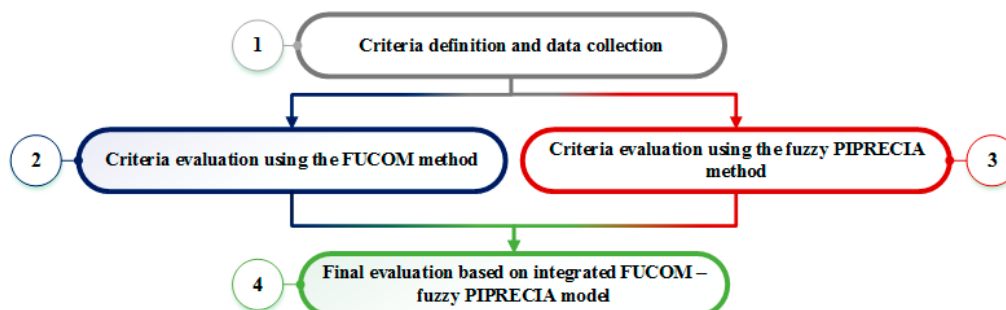 1
Criteria definition and data collection
2
Criteria evaluation using the FUCOM method
Criteria evaluation using the fuzzy PIPRECIA
method
3
4
Final evaluation based on integrated FUCOM –
fuzzy PIPRECIA model